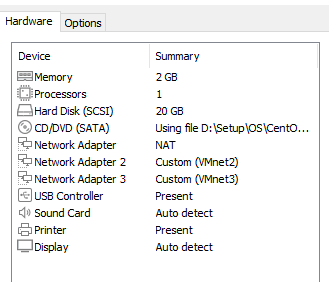 Hardware Options
Device Summary
Memory 2 GB
Processors 1
Hard Disk (SCSI) 20 GB
CD/DVD (SATA) Using file D:\Setup\OS\CentO...
Network Adapter NAT
Network Adapter 2 Custom (VMnet2)
Network Adapter 3 Custom (VMnet3)
USB Controller Present
Sound Card Auto detect
Printer Present
Display Auto detect